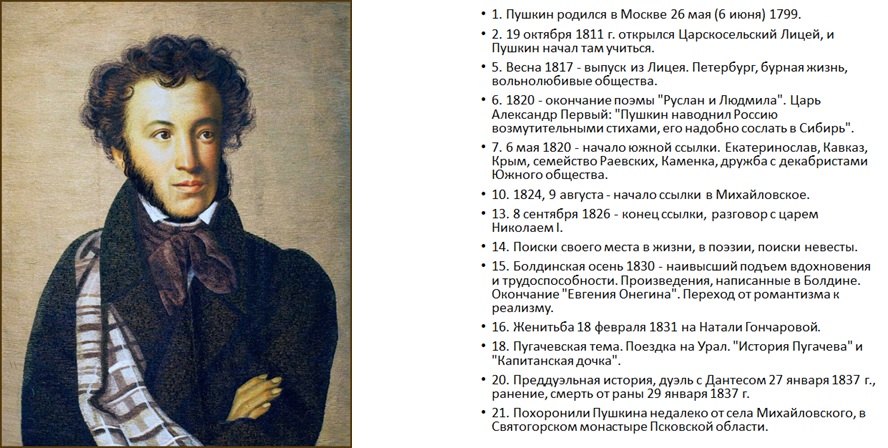 • 1. Пушкин родился в Москве 26 мая (6 июня) 1799.
• 2. 19 октября 1811 г. открылся Царскосельский Лицей, и
Пушкин начал там учиться.
• 5. Весна 1817 - выпуск из Лицея. Петербург, бурная жизнь,
вольнолюбивые общества.
• 6. 1820 - окончание поэмы "Руслан и Людмила". Царь
Александр Первый: "Пушкин наводнил Россию
возмутительными стихами, его надобно сослать в Сибирь".
• 7. 6 мая 1820 - начало южной ссылки. Екатеринослав, Кавказ,
Крым, семейство Раевских, Каменка, дружба с декабристами
Южного общества.
• 10. 1824, 9 августа - начало ссылки в Михайловское.
• 13. 8 сентября 1826 - конец ссылки, разговор с царем
Николаем I.
• 14. Поиски своего места в жизни, в поэзии, поиски невесты.
• 15. Болдинская осень 1830 - наивысший подъем вдохновения
и трудоспособности. Произведения, написанные в Болдине.
Окончание "Евгения Онегина". Переход от романтизма к
реализму.
• 16. Женитьба 18 февраля 1831 на Натали Гончаровой.
• 18. Пугачевская тема. Поездка на Урал. "История Пугачева" и
"Капитанская дочка".
• 20. Преддуэльная история, дуэль с Дантесом 27 января 1837 г.,
ранение, смерть от раны 29 января 1837 г.
• 21. Похоронили Пушкина недалеко от села Михайловского, в
Святогорском монастыре Псковской области.